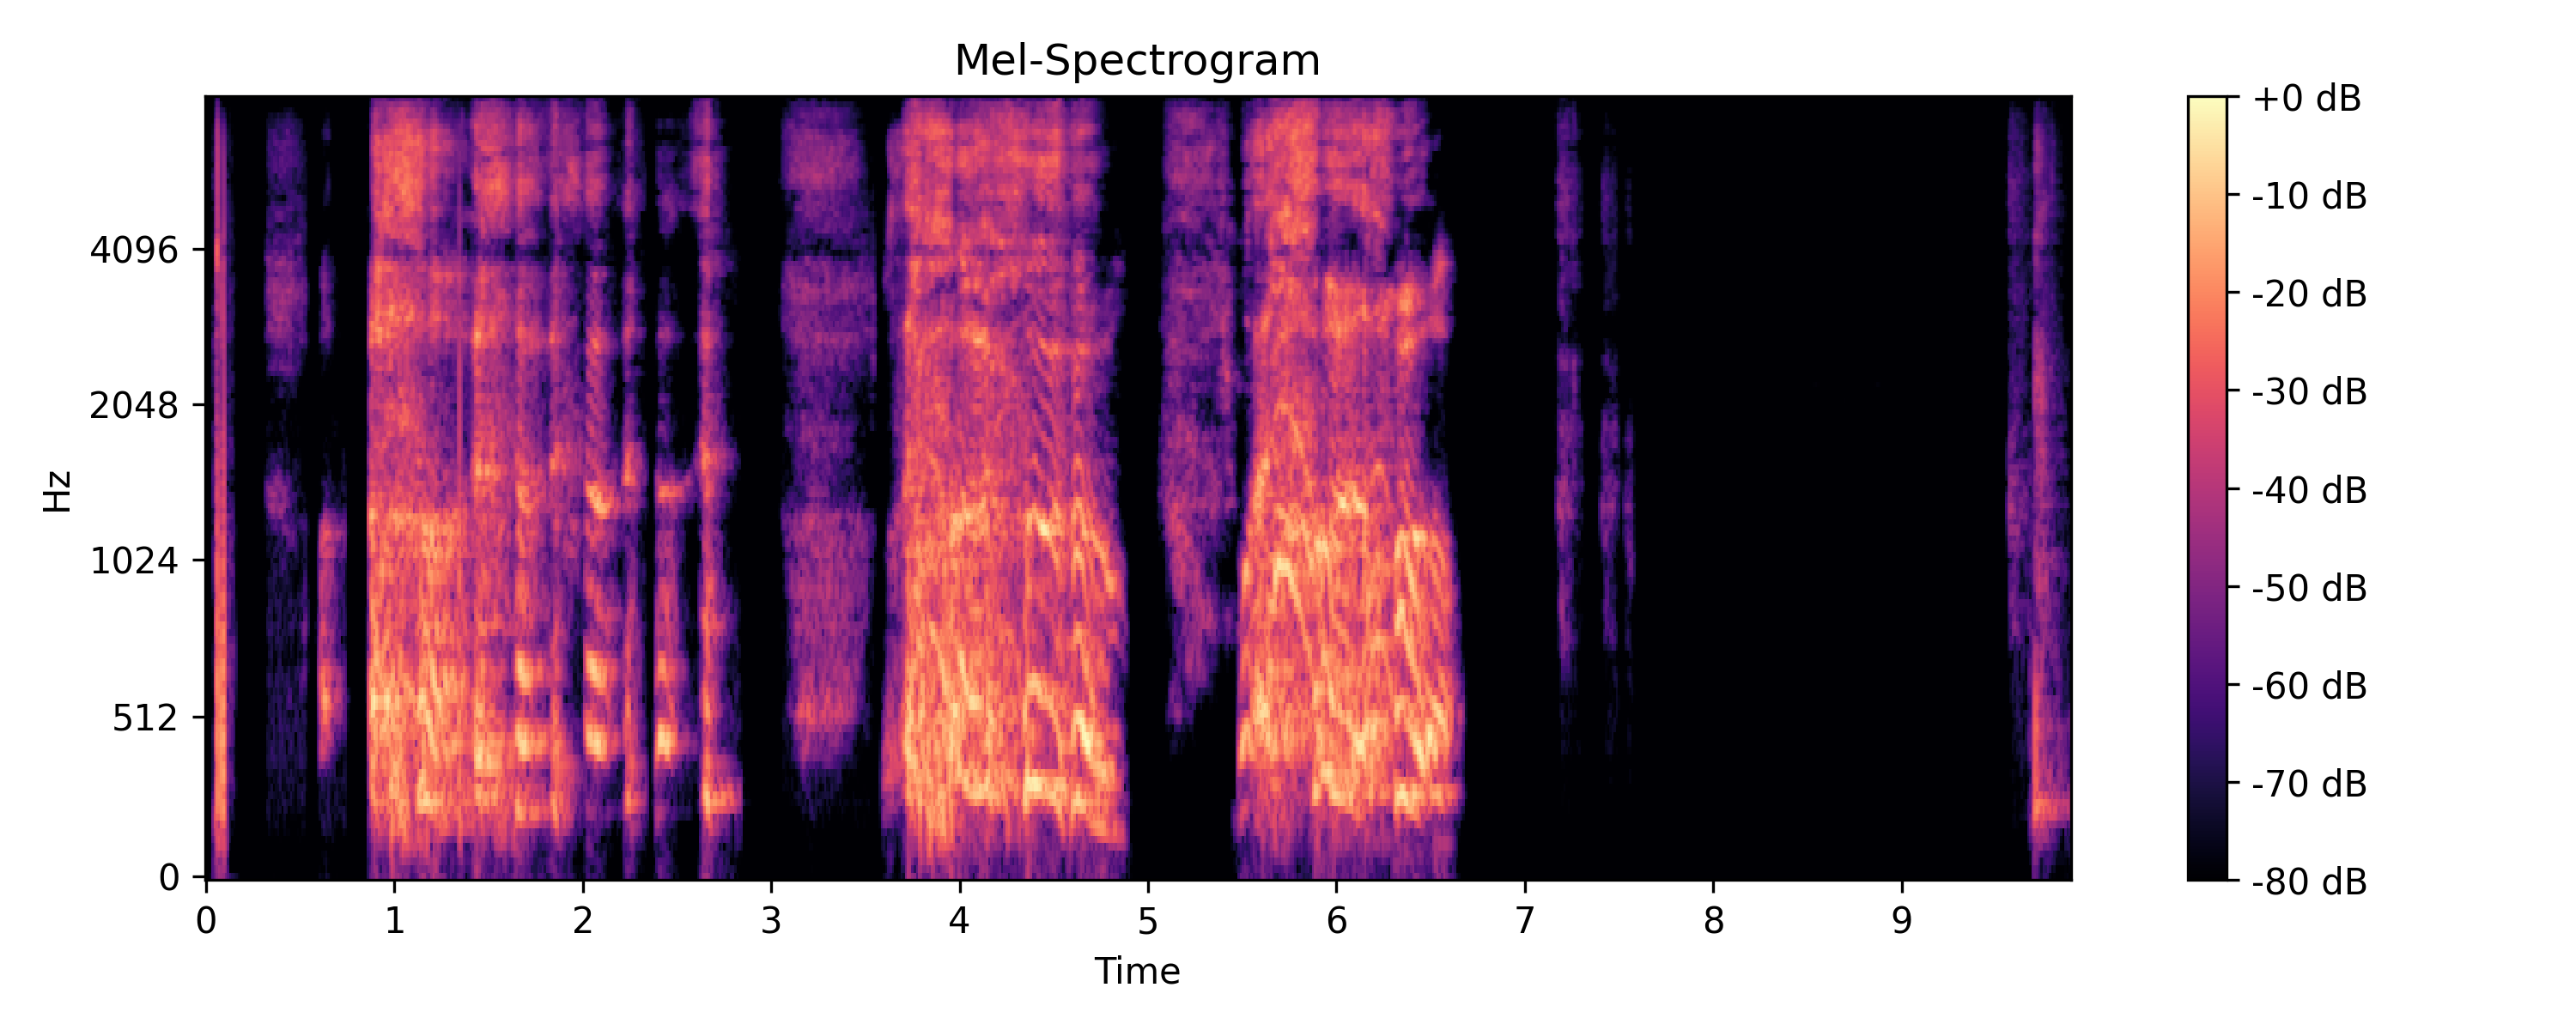 Mel-Spectrogram
+0 dB
-10 dB
4096
-20 dB
-30 dB
2048
Hz
-40 dB
1024
-50 dB
-60 dB
512
-70 dB
0
-80 dB
0 1 2 3 4 5 6 7 8 9
Time